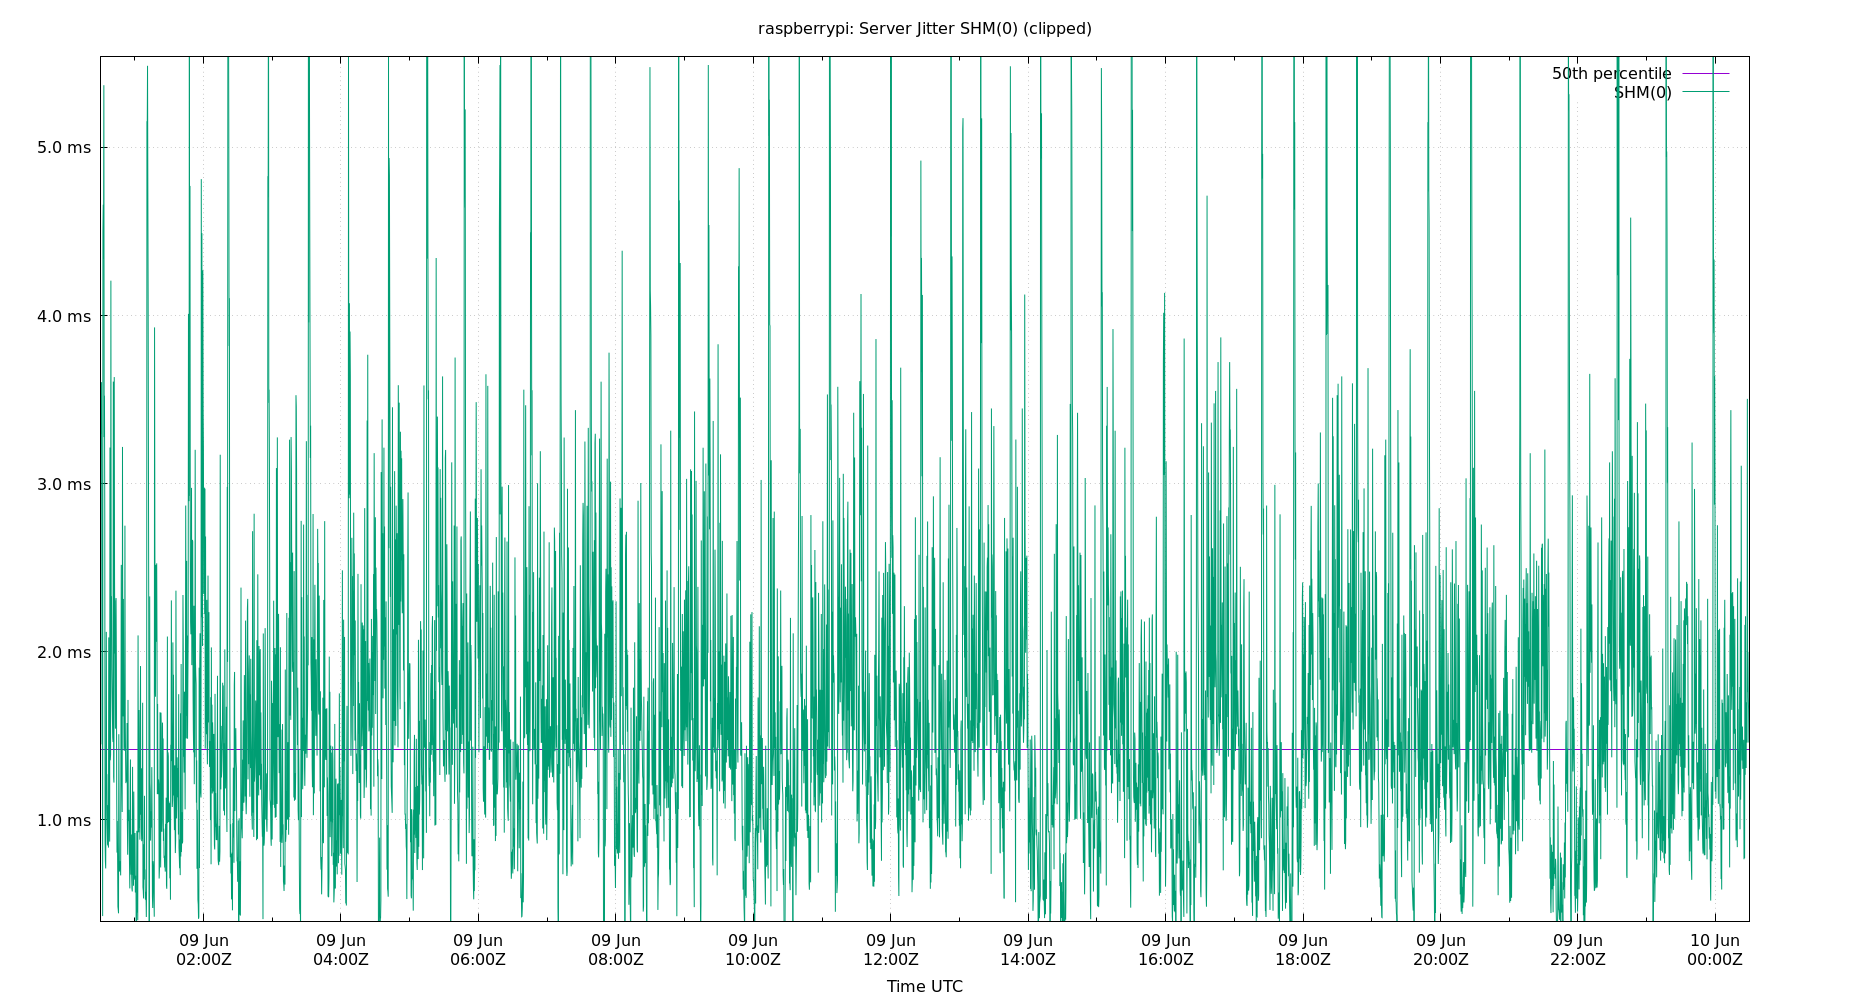 raspberrypi: Server Jitter SHM(0) (clipped)
50th percentile
SHM(0)
5.0 ms
4.0 ms
3.0 ms
2.0 ms
1.0 ms
09 Jun 09 Jun 09 Jun 09 Jun 09 Jun 09 Jun 09 Jun 09 Jun 09 Jun 09 Jun 09 Jun 10 Jun
02:00Z 04:00Z 06:00Z 08:00Z 10:00Z 12:00Z 14:00Z 16:00Z 18:00Z 20:00Z 22:00Z 00:00Z
Time UTC